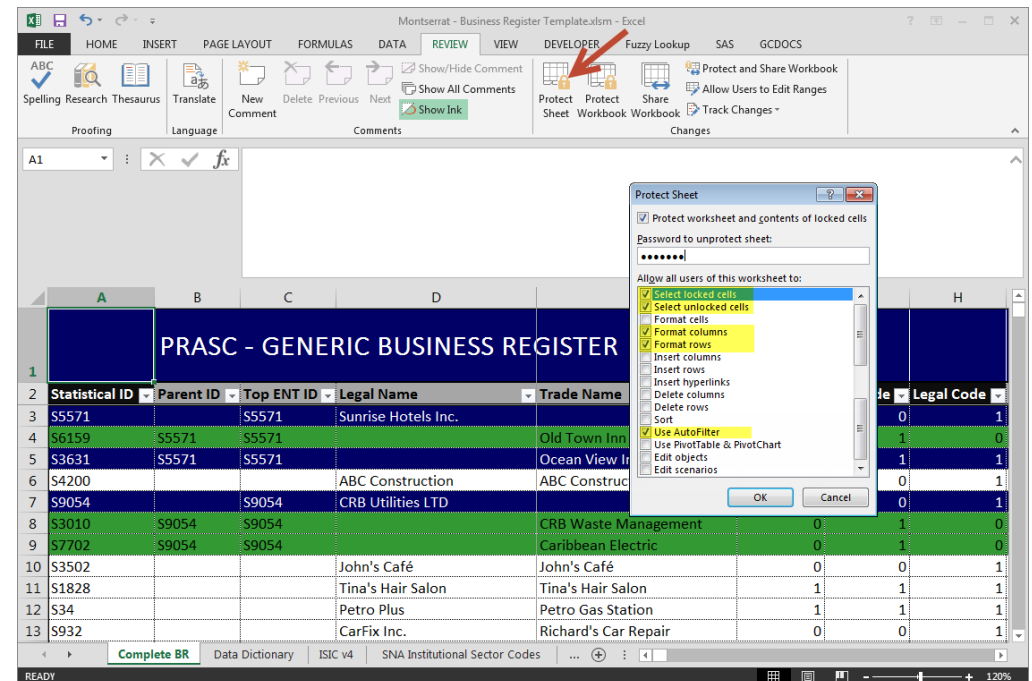 Montserrat - Business Register Template.xlsm - Excel
FILE HOME INSERT PAGE LAYOUT FORMULAS DATA REVIEW VIEW DEVELOPER Fuzzy Lookup SAS GCDOCS
ABC
Spelling Research Thesaurus
Translate
New Comment
Delete Previous Next
Show/Hide Comment
Show All Comments
Show Ink
Protect Sheet
Protect Workbook
Share Workbook
Protect and Share Workbook
Allow Users to Edit Ranges
Track Changes
Proofing Language Comments Changes
A1 fx
Protect Sheet
Protect worksheet and contents of locked cells
Password to unprotect sheet:
•••••••
Allow all users of this worksheet to:
Select locked cells
Select unlocked cells
Format cells
Format columns
Format rows
Insert columns
Insert rows
Insert hyperlinks
Delete columns
Delete rows
Sort
Use AutoFilter
Use PivotTable & PivotChart
Edit objects
Edit scenarios
OK Cancel
A B C D H
1 PRASC - GENERIC BUSINESS REGISTER
2 Statistical ID Parent ID Top ENT ID Legal Name Trade Name de Legal Code
3 S5571 S5571 Sunrise Hotels Inc. 0 1
4 S6159 S5571 S5571 Old Town Inn 1 0
5 S3631 S5571 S5571 Ocean View In 1 1
6 S4200 ABC Construction ABC Construc 0 1
7 S9054 S9054 CRB Utilities LTD 0 1
8 S3010 S9054 S9054 CRB Waste Management 0 1 0
9 S7702 S9054 S9054 Caribbean Electric 0 1 0
10 S3502 John's Café John's Café 0 0 1
11 S1828 Tina's Hair Salon Tina's Hair Salon 1 1 1
12 S34 Petro Plus Petro Gas Station 1 1 1
13 S932 CarFix Inc. Richard's Car Repair 0 0 1
Complete BR Data Dictionary ISIC v4 SNA Institutional Sector Codes ...
READY 120%